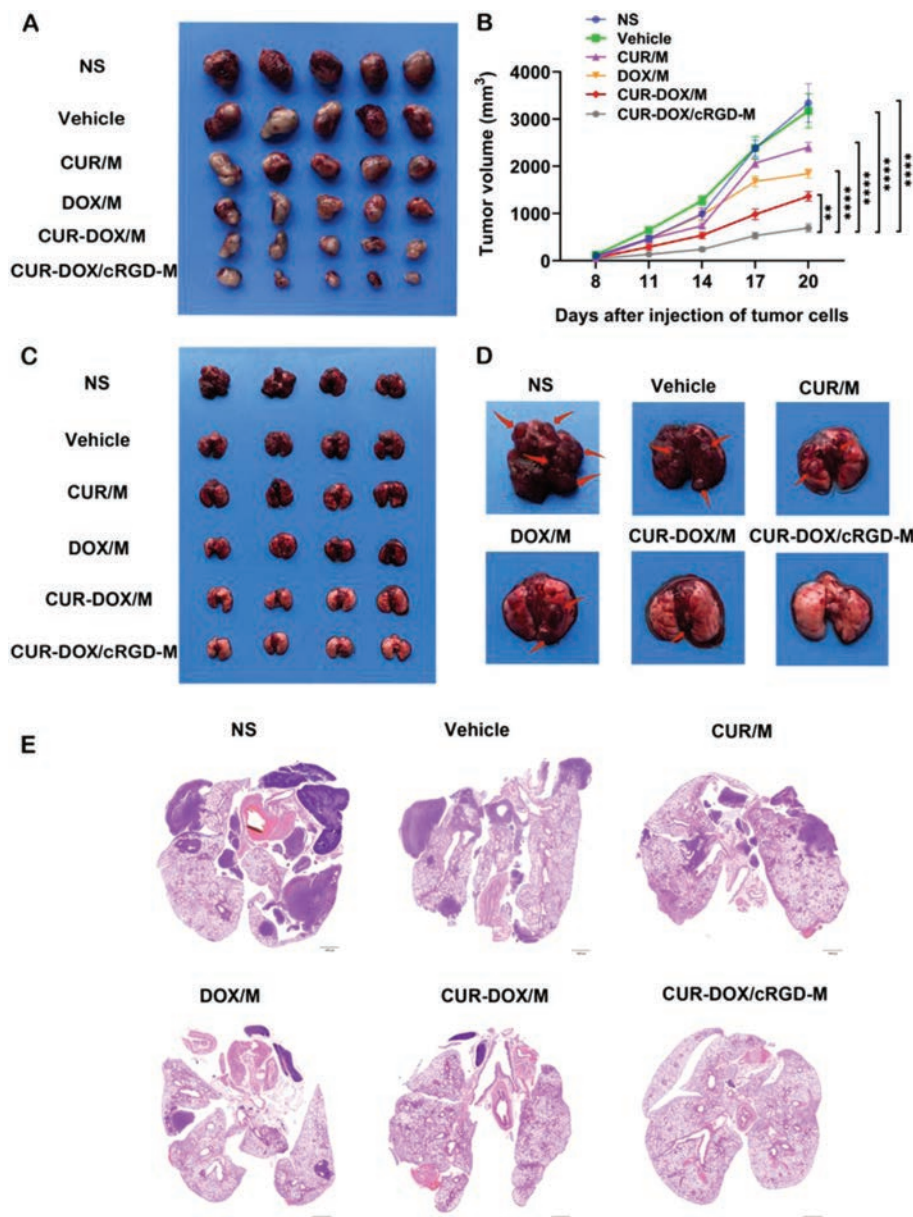 A
NS
Vehicle
CUR/M
DOX/M
CUR-DOX/M
CUR-DOX/cRGD-M
B
NS
Vehicle
CUR/M
DOX/M
CUR-DOX/M
CUR-DOX/cRGD-M
Tumor volume (mm³)
4000
3000
2000
1000
0
8 11 14 17 20
Days after injection of tumor cells
**
****
****
****
****
C
NS
Vehicle
CUR/M
DOX/M
CUR-DOX/M
CUR-DOX/cRGD-M
D
NS Vehicle CUR/M
DOX/M CUR-DOX/M CUR-DOX/cRGD-M
E
NS Vehicle CUR/M
DOX/M CUR-DOX/M CUR-DOX/cRGD-M